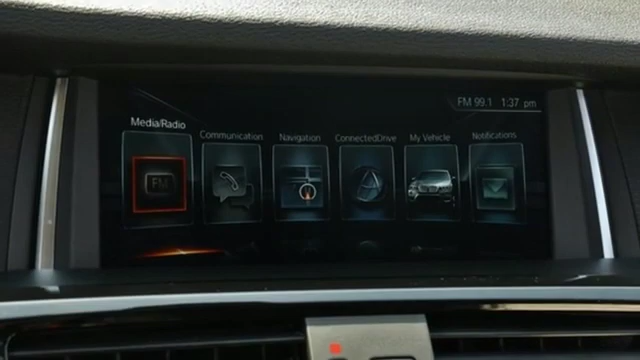 FM 99.1 1:37 pm
Media/Radio
Communication
Navigation
ConnectedDrive
My Vehicle
Notifications
FM